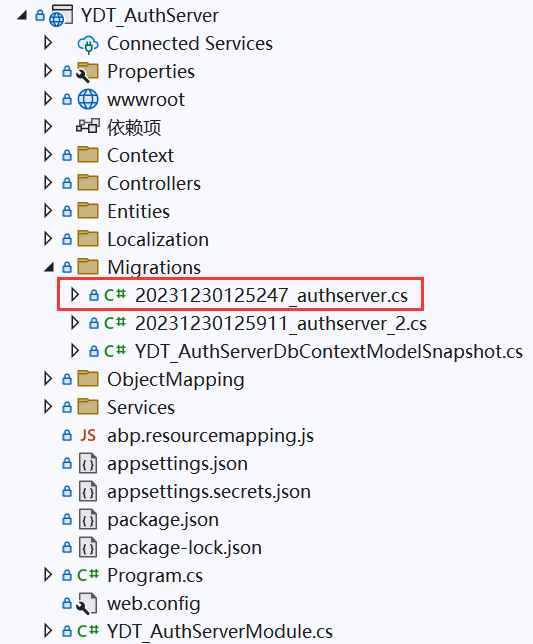 YDT_AuthServer
Connected Services
Properties
wwwroot
依赖项
Context
Controllers
Entities
Localization
Migrations
C# 20231230125247_authserver.cs
C# 20231230125911_authserver_2.cs
C# YDT_AuthServerDbContextModelSnapshot.cs
ObjectMapping
Services
JS abp.resourcemapping.js
appsettings.json
appsettings.secrets.json
package.json
package-lock.json
C# Program.cs
web.config
C# YDT_AuthServerModule.cs